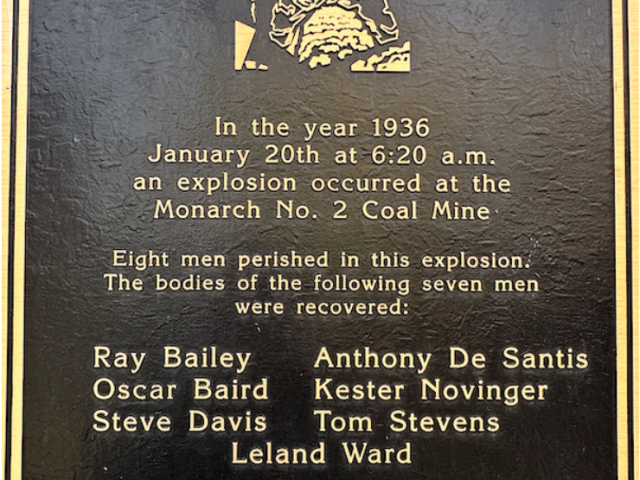 In the year 1936
January 20th at 6:20 a.m.
an explosion occurred at the
Monarch No. 2 Coal Mine
Eight men perished in this explosion.
The bodies of the following seven men
were recovered:
Ray Bailey Anthony De Santis
Oscar Baird Kester Novinger
Steve Davis Tom Stevens
Leland Ward